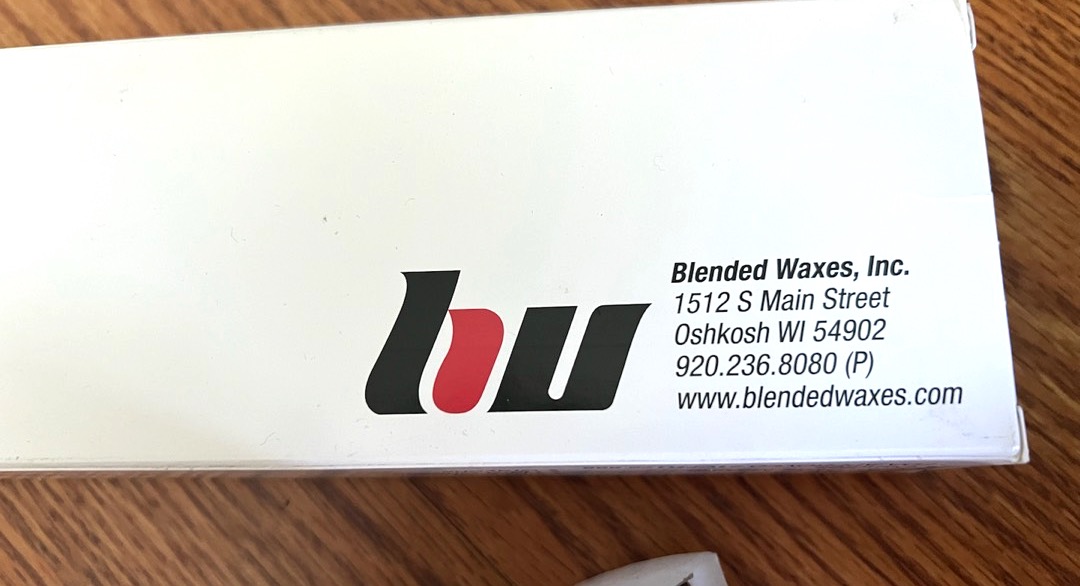 bw
Blended Waxes, Inc.
1512 S Main Street
Oshkosh WI 54902
920.236.8080 (P)
www.blendedwaxes.com